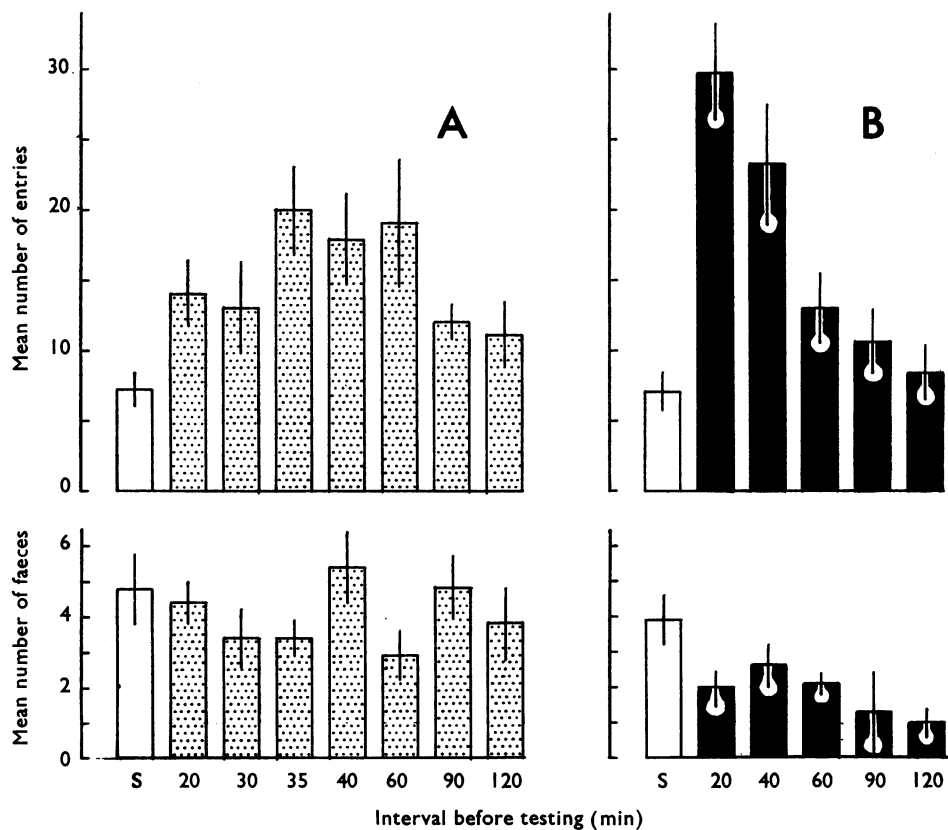 A
B
Mean number of entries
30
20
10
0
Mean number of faeces
6
4
2
0
S 20 30 35 40 60 90 120
S 20 40 60 90 120
Interval before testing (min)